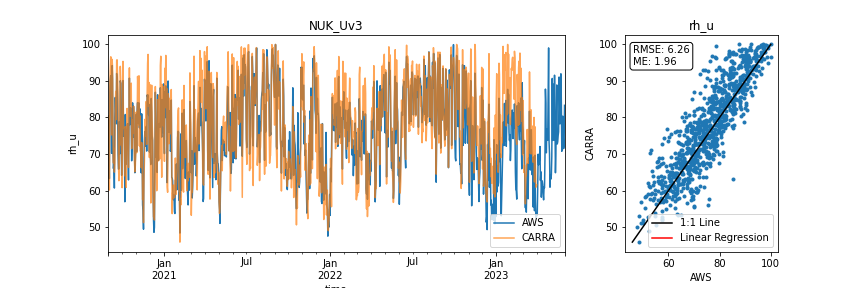 NUK_Uv3
rh_u
100
90
80
70
60
50
rh_u
Jan
2021
Jul
Jan
2022
Jul
Jan
2023
time
AWS
CARRA
RMSE: 6.26
ME: 1.96
100
90
80
70
60
50
CARRA
1:1 Line
Linear Regression
60
80
100
AWS